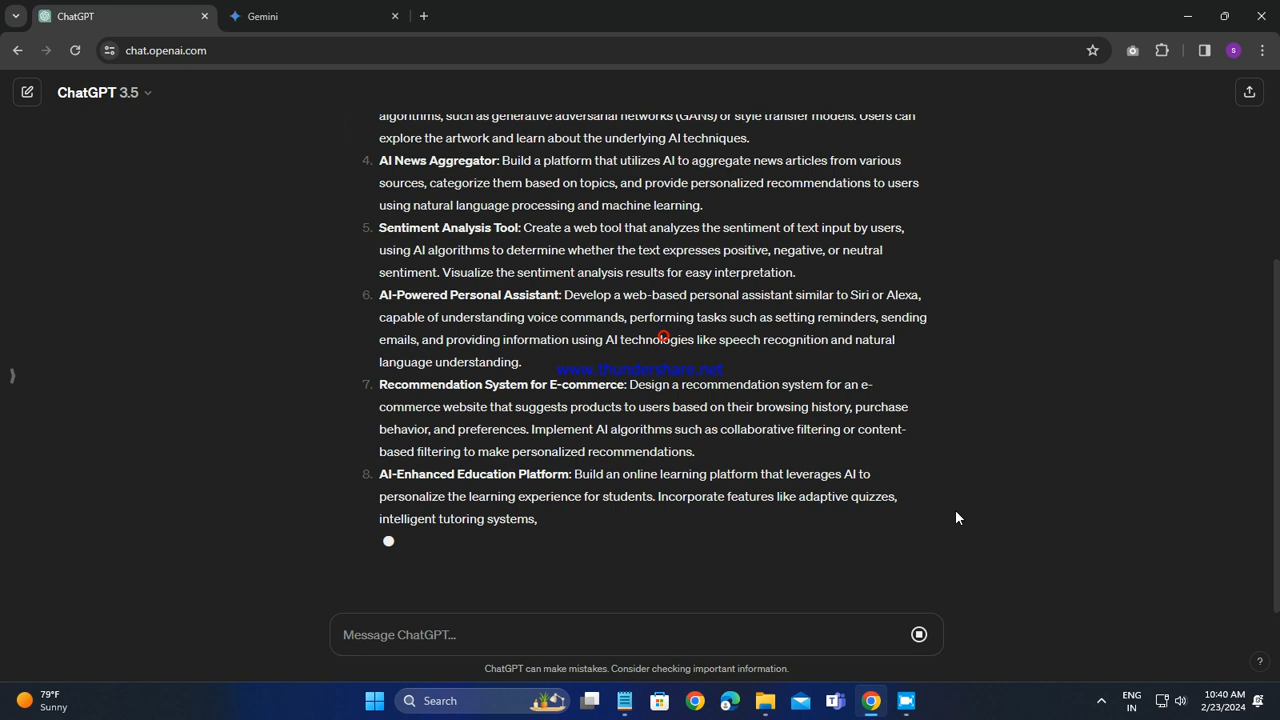 ChatGPT
Gemini
chat.openai.com
S
ChatGPT 3.5
algorithms, such as generative adversarial networks (GANs) or style transfer models. Users can
explore the artwork and learn about the underlying AI techniques.
4. AI News Aggregator: Build a platform that utilizes AI to aggregate news articles from various
sources, categorize them based on topics, and provide personalized recommendations to users
using natural language processing and machine learning.
5. Sentiment Analysis Tool: Create a web tool that analyzes the sentiment of text input by users,
using AI algorithms to determine whether the text expresses positive, negative, or neutral
sentiment. Visualize the sentiment analysis results for easy interpretation.
6. AI-Powered Personal Assistant: Develop a web-based personal assistant similar to Siri or Alexa,
capable of understanding voice commands, performing tasks such as setting reminders, sending
emails, and providing information using AI technologies like speech recognition and natural
language understanding.
www.thundershare.net
7. Recommendation System for E-commerce: Design a recommendation system for an e-
commerce website that suggests products to users based on their browsing history, purchase
behavior, and preferences. Implement AI algorithms such as collaborative filtering or content-
based filtering to make personalized recommendations.
8. AI-Enhanced Education Platform: Build an online learning platform that leverages AI to
personalize the learning experience for students. Incorporate features like adaptive quizzes,
intelligent tutoring systems,
Message ChatGPT...
ChatGPT can make mistakes. Consider checking important information.
?
79°F
Sunny
Search
ENG
IN
10:40 AM
2/23/2024